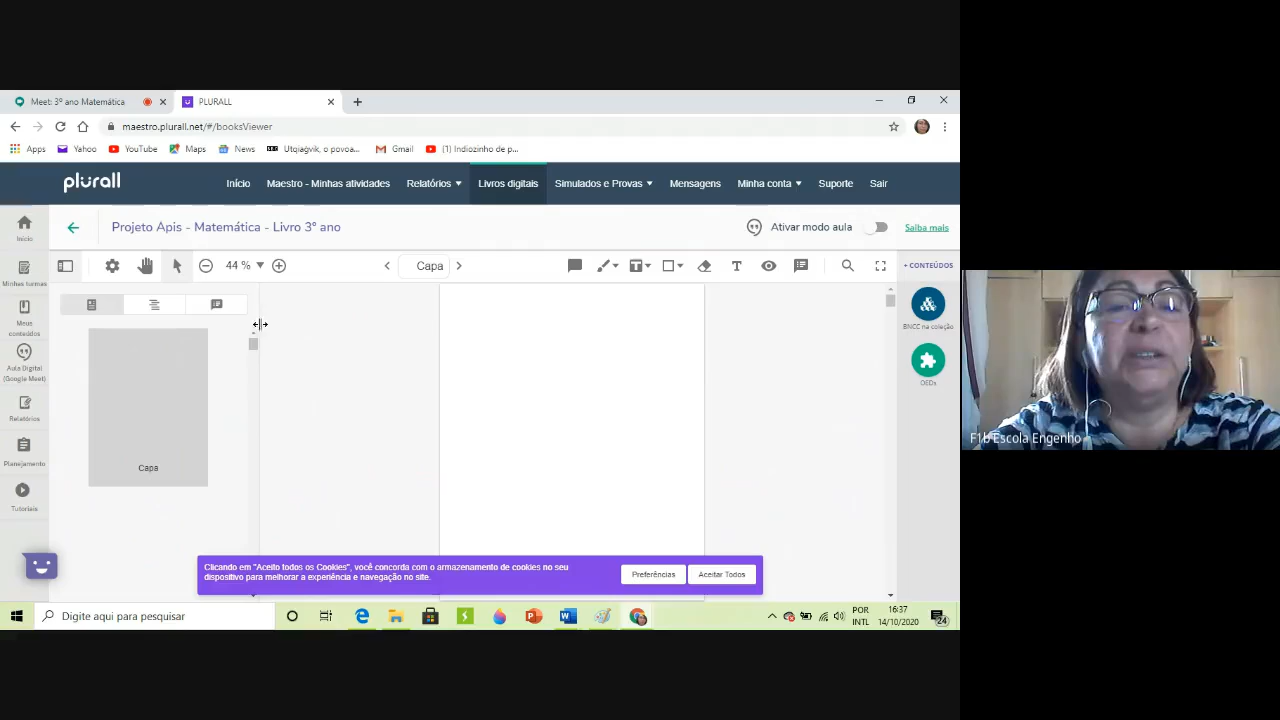 Meet: 3º ano Matemática
PLURALL
maestro.plurall.net/#/booksViewer
Apps Yahoo YouTube Maps News Utqiaġvik, o povoa... Gmail (Indiozinho de p...
plurall
Início Maestro - Minhas atividades Relatórios Livros digitais Simulados e Provas Mensagens Minha conta Suporte Sair
Projeto Apis - Matemática - Livro 3º ano
Ativar modo aula
Saiba mais
44 %
Capa
+ CONTEÚDOS
Início
Minhas turmas
Meus
conteúdos
Aula Digital
(Google Meet)
Relatórios
Planejamento
Tutoriais
Capa
BNCC na coleção
OEDs
F1b Escola Engenho
Clicando em "Aceito todos os Cookies", você concorda com o armazenamento de cookies no seu
dispositivo para melhorar a experiência e navegação no site.
Preferências
Aceitar Todos
Digite aqui para pesquisar
POR
INTL
16:37
14/10/2020
24